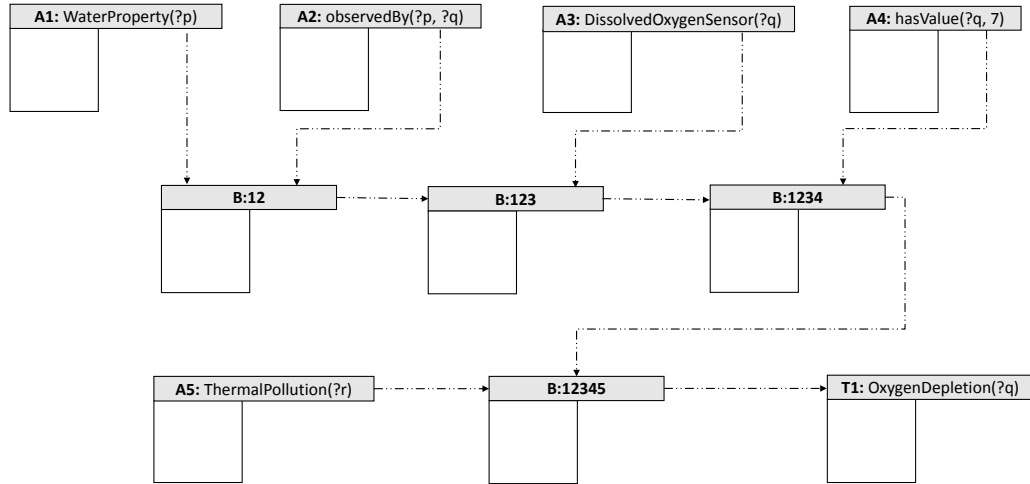 A1: WaterProperty(?p)
A2: observedBy(?p, ?q)
A3: DissolvedOxygenSensor(?q)
A4: hasValue(?q, 7)
B:12
B:123
B:1234
A5: ThermalPollution(?r)
B:12345
T1: OxygenDepletion(?q)